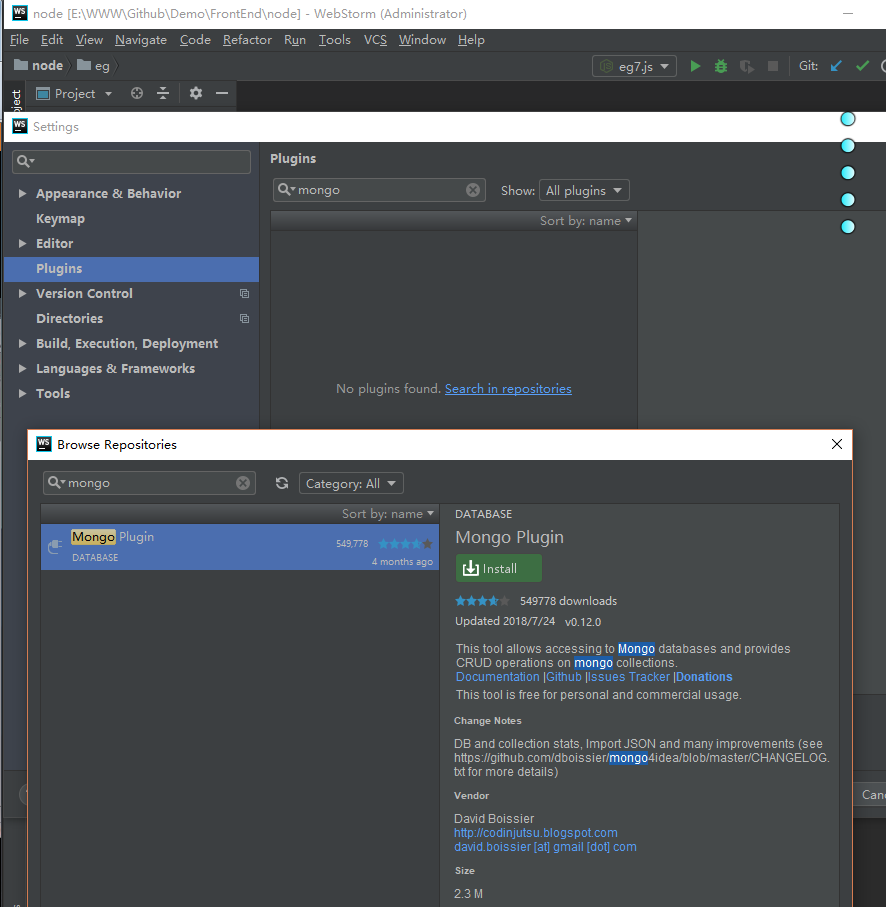 WS node [E:\WWW\Github\Demo\FrontEnd\node] - WebStorm (Administrator)
File Edit View Navigate Code Refactor Run Tools VCS Window Help
node eg eg7.js Git:
Project
WS Settings
Plugins
mongo Show: All plugins
Sort by: name
Appearance & Behavior
Keymap
Editor
Plugins
Version Control
Directories
Build, Execution, Deployment
Languages & Frameworks
Tools
No plugins found. Search in repositories
WS Browse Repositories
mongo Category: All
Sort by: name
Mongo Plugin
549,778
DATABASE
4 months ago
DATABASE
Mongo Plugin
Install
549778 downloads
Updated 2018/7/24 v0.12.0
This tool allows accessing to Mongo databases and provides
CRUD operations on mongo collections.
Documentation |Github |Issues Tracker |Donations
This tool is free for personal and commercial usage.
Change Notes
DB and collection stats, Import JSON and many improvements (see
https://github.com/dboissier/mongo4idea/blob/master/CHANGELOG.
txt for more details)
Vendor
David Boissier
http://codinjutsu.blogspot.com
david.boissier [at] gmail [dot] com
Size
2.3 M